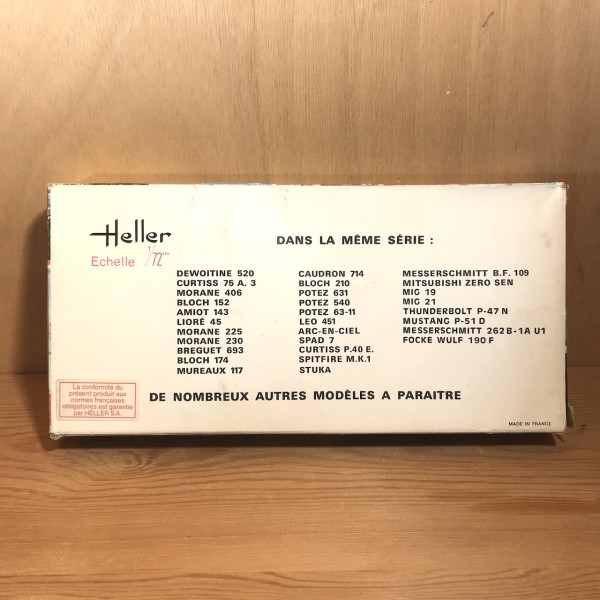 Heller
Echelle 1/72ème
DANS LA MÊME SÉRIE :
DEWOITINE 520
CURTISS 75 A. 3
MORANE 406
BLOCH 152
AMIOT 143
LIORÉ 45
MORANE 225
MORANE 230
BREGUET 693
BLOCH 174
MUREAUX 117
CAUDRON 714
BLOCH 210
POTEZ 631
POTEZ 540
POTEZ 63-11
LEO 451
ARC-EN-CIEL
SPAD 7
CURTISS P.40 E.
SPITFIRE M.K.1
STUKA
MESSERSCHMITT B.F. 109
MITSUBISHI ZERO SEN
MIG 19
MIG 21
THUNDERBOLT P-47 N
MUSTANG P-51 D
MESSERSCHMITT 262 B-1A U1
FOCKE WULF 190 F
La conformité du
présent produit aux
normes françaises
obligatoires est garantie
par HELLER S.A.
DE NOMBREUX AUTRES MODÈLES A PARAITRE
MADE IN FRANCE